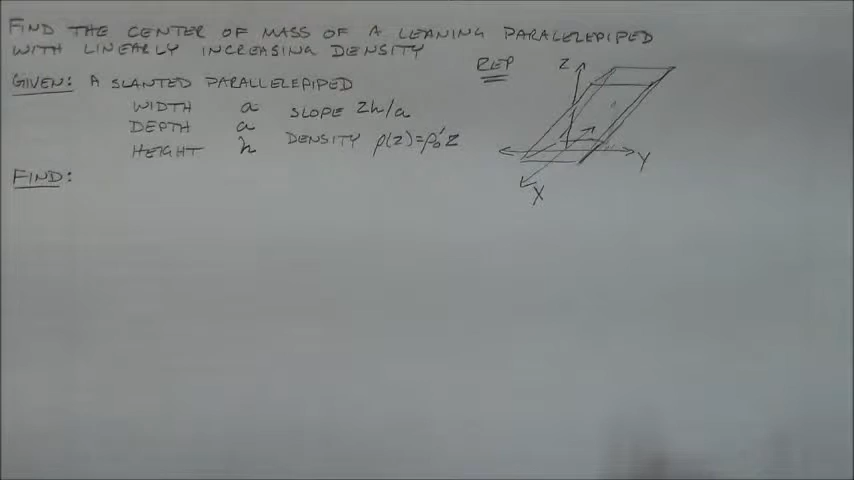 FIND THE CENTER OF MASS OF A LEANING PARALELEPIPED
WITH LINEARLY INCREASING DENSITY
GIVEN: A SLANTED PARALLELEPIPED
WIDTH a SLOPE 2h/a
DEPTH a DENSITY ρ(z)=ρ₀'z
HEIGHT h
FIND:
REP
Z
Y
X